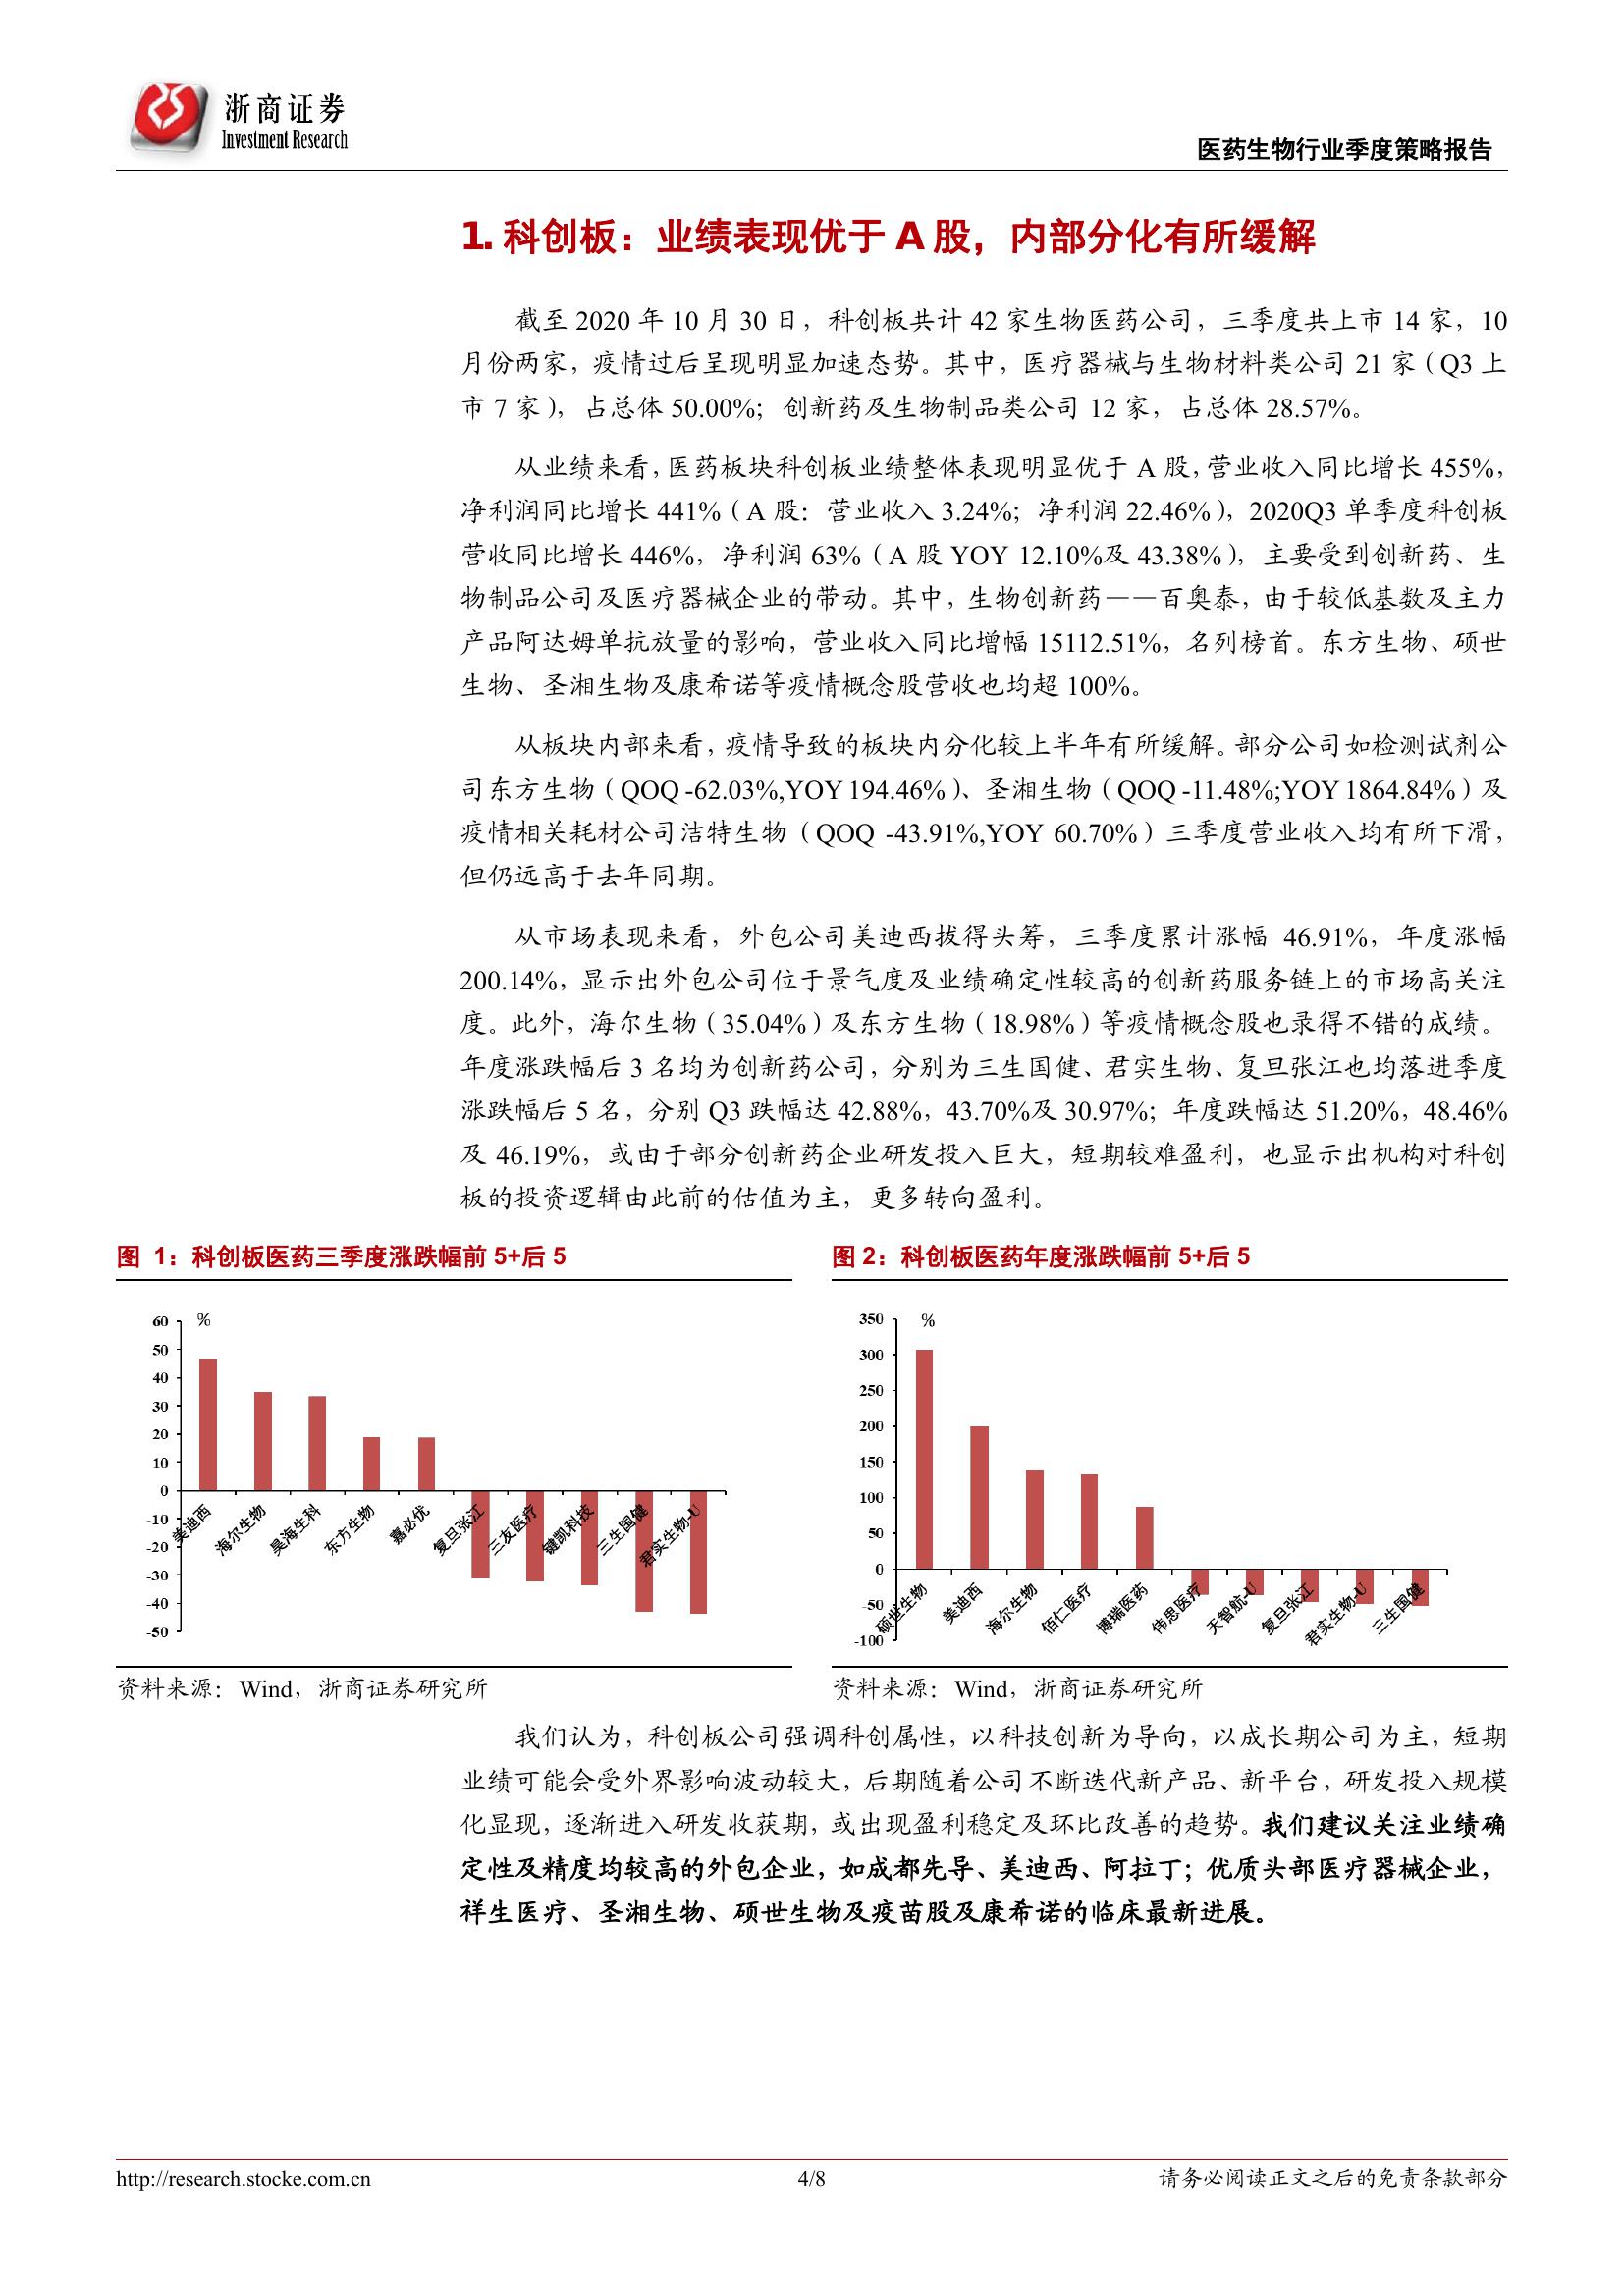 浙商证券
Investment Research
医药生物行业季度策略报告
1. 科创板：业绩表现优于 A 股，内部分化有所缓解
截至 2020 年 10 月 30 日，科创板共计 42 家生物医药公司，三季度共上市 14 家，10
月份两家，疫情过后呈现明显加速态势。其中，医疗器械与生物材料类公司 21 家（Q3 上
市 7 家），占总体 50.00%；创新药及生物制品类公司 12 家，占总体 28.57%。
从业绩来看，医药板块科创板业绩整体表现明显优于 A 股，营业收入同比增长 455%，
净利润同比增长 441%（A 股：营业收入 3.24%；净利润 22.46%），2020Q3 单季度科创板
营收同比增长 446%，净利润 63%（A 股 YOY 12.10%及 43.38%），主要受到创新药、生
物制品公司及医疗器械企业的带动。其中，生物创新药——百奥泰，由于较低基数及主力
产品阿达姆单抗放量的影响，营业收入同比增幅 15112.51%，名列榜首。东方生物、硕世
生物、圣湘生物及康希诺等疫情概念股营收也均超 100%。
从板块内部来看，疫情导致的板块内分化较上半年有所缓解。部分公司如检测试剂公
司东方生物（QOQ -62.03%,YOY 194.46%）、圣湘生物（QOQ -11.48%;YOY 1864.84%）及
疫情相关耗材公司洁特生物（QOQ -43.91%,YOY 60.70%）三季度营业收入均有所下滑，
但仍远高于去年同期。
从市场表现来看，外包公司美迪西拔得头筹，三季度累计涨幅 46.91%，年度涨幅
200.14%，显示出外包公司位于景气度及业绩确定性较高的创新药服务链上的市场高关注
度。此外，海尔生物（35.04%）及东方生物（18.98%）等疫情概念股也录得不错的成绩。
年度涨跌幅后 3 名均为创新药公司，分别为三生国健、君实生物、复旦张江也均落进季度
涨跌幅后 5 名，分别 Q3 跌幅达 42.88%，43.70%及 30.97%；年度跌幅达 51.20%，48.46%
及 46.19%，或由于部分创新药企业研发投入巨大，短期较难盈利，也显示出机构对科创
板的投资逻辑由此前的估值为主，更多转向盈利。
图 1：科创板医药三季度涨跌幅前 5+后 5
%
60
50
40
30
20
10
0
-10
-20
-30
-40
-50
美迪西
海尔生物
昊海生科
东方生物
嘉必优
复旦张江
三友医疗
键凯科技
三生国健
君实生物-U
资料来源：Wind，浙商证券研究所
图 2：科创板医药年度涨跌幅前 5+后 5
%
350
300
250
200
150
100
50
0
-50
-100
硕世生物
美迪西
海尔生物
佰仁医疗
博瑞医药
伟思医疗
天智航-U
复旦张江
君实生物-U
三生国健
资料来源：Wind，浙商证券研究所
我们认为，科创板公司强调科创属性，以科技创新为导向，以成长期公司为主，短期
业绩可能会受外界影响波动较大，后期随着公司不断迭代新产品、新平台，研发投入规模
化显现，逐渐进入研发收获期，或出现盈利稳定及环比改善的趋势。我们建议关注业绩确
定性及精度均较高的外包企业，如成都先导、美迪西、阿拉丁；优质头部医疗器械企业，
祥生医疗、圣湘生物、硕世生物及疫苗股及康希诺的临床最新进展。
http://research.stocke.com.cn
4/8
请务必阅读正文之后的免责条款部分